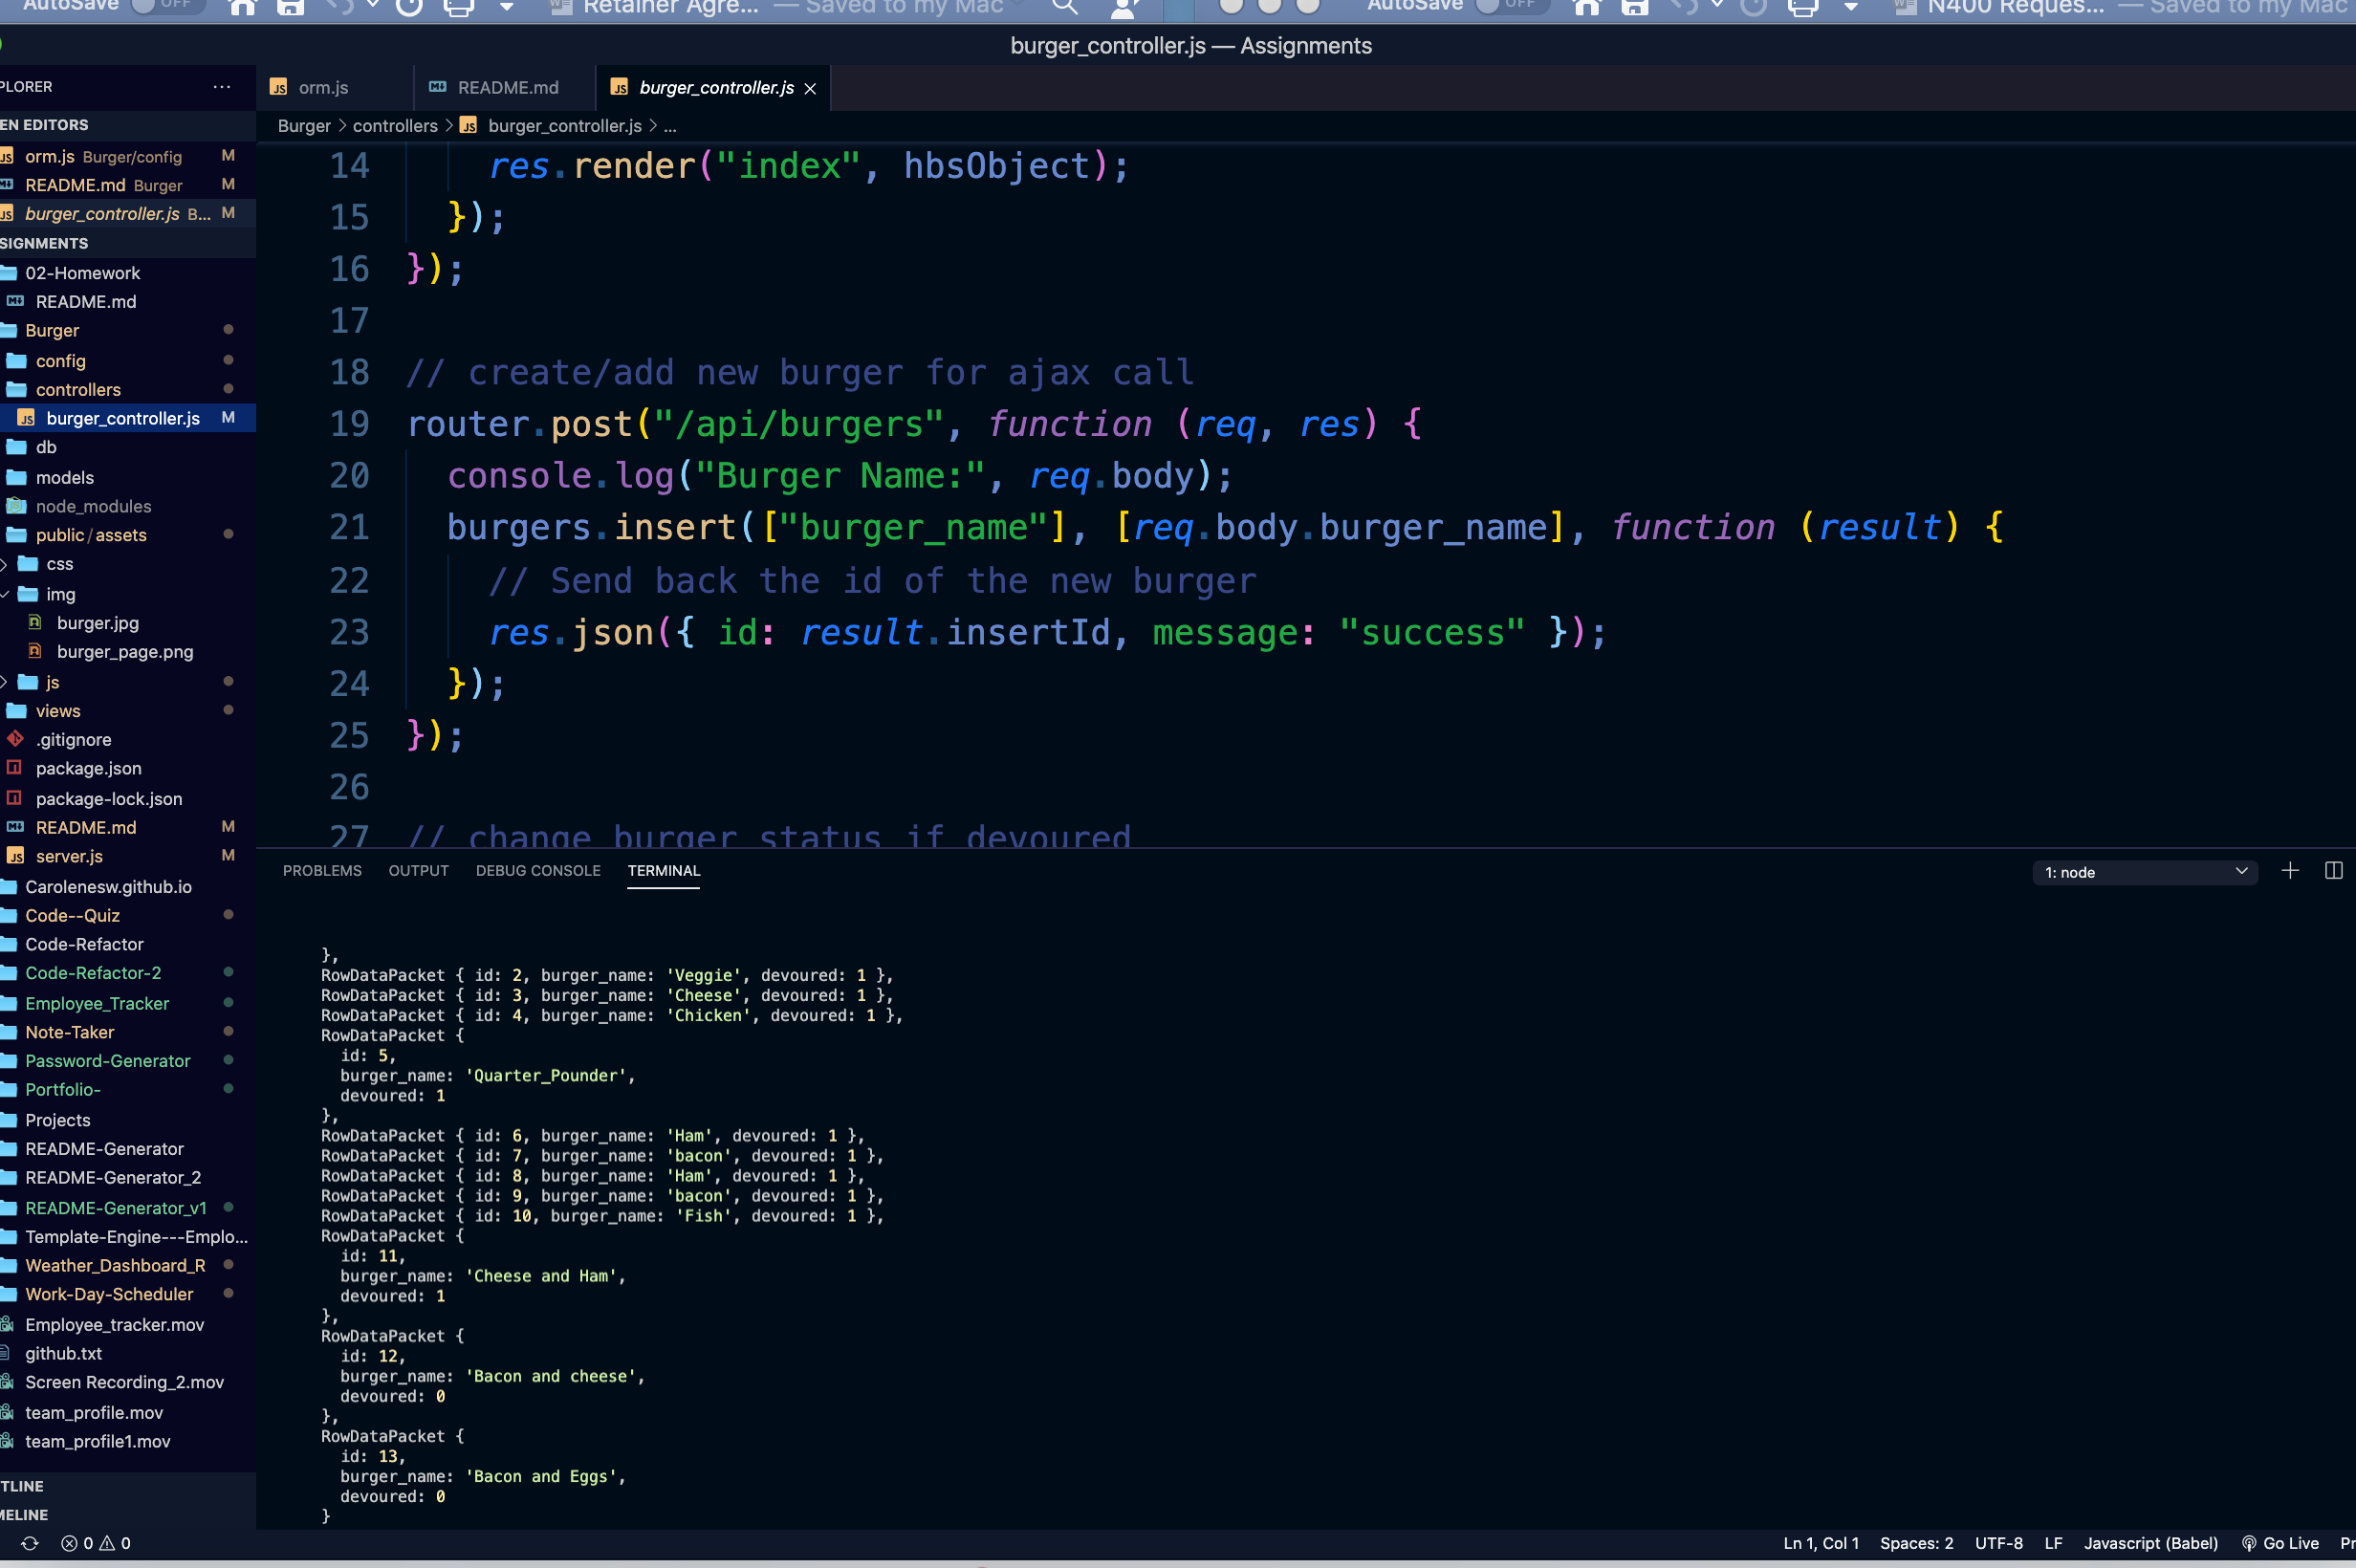 AutoSave OFF Retainer Agre... — Saved to my Mac AutoSave OFF N400 Reques... — Saved to my Mac
burger_controller.js — Assignments
PLORER ...
orm.js README.md burger_controller.js
EN EDITORS
Burger > controllers > burger_controller.js > ...
orm.js Burger/config M
README.md Burger M
burger_controller.js B... M
SIGNMENTS
02-Homework
README.md
Burger
config
controllers
burger_controller.js M
db
models
node_modules
public/assets
css
img
burger.jpg
burger_page.png
js
views
.gitignore
package.json
package-lock.json
README.md M
server.js M
Carolenesw.github.io
Code--Quiz
Code-Refactor
Code-Refactor-2
Employee_Tracker
Note-Taker
Password-Generator
Portfolio-
Projects
README-Generator
README-Generator_2
README-Generator_v1
Template-Engine---Emplo...
Weather_Dashboard_R
Work-Day-Scheduler
Employee_tracker.mov
github.txt
Screen Recording_2.mov
team_profile.mov
team_profile1.mov
TLINE
MELINE
14 res.render("index", hbsObject);
15 });
16 });
17
18 // create/add new burger for ajax call
19 router.post("/api/burgers", function (req, res) {
20 console.log("Burger Name:", req.body);
21 burgers.insert(["burger_name"], [req.body.burger_name], function (result) {
22 // Send back the id of the new burger
23 res.json({ id: result.insertId, message: "success" });
24 });
25 });
26
27 // change burger status if devoured
PROBLEMS OUTPUT DEBUG CONSOLE TERMINAL 1: node
},
RowDataPacket { id: 2, burger_name: 'Veggie', devoured: 1 },
RowDataPacket { id: 3, burger_name: 'Cheese', devoured: 1 },
RowDataPacket { id: 4, burger_name: 'Chicken', devoured: 1 },
RowDataPacket {
id: 5,
burger_name: 'Quarter_Pounder',
devoured: 1
},
RowDataPacket { id: 6, burger_name: 'Ham', devoured: 1 },
RowDataPacket { id: 7, burger_name: 'bacon', devoured: 1 },
RowDataPacket { id: 8, burger_name: 'Ham', devoured: 1 },
RowDataPacket { id: 9, burger_name: 'bacon', devoured: 1 },
RowDataPacket { id: 10, burger_name: 'Fish', devoured: 1 },
RowDataPacket {
id: 11,
burger_name: 'Cheese and Ham',
devoured: 1
},
RowDataPacket {
id: 12,
burger_name: 'Bacon and cheese',
devoured: 0
},
RowDataPacket {
id: 13,
burger_name: 'Bacon and Eggs',
devoured: 0
}
0 0 Ln 1, Col 1 Spaces: 2 UTF-8 LF Javascript (Babel) Go Live Pr